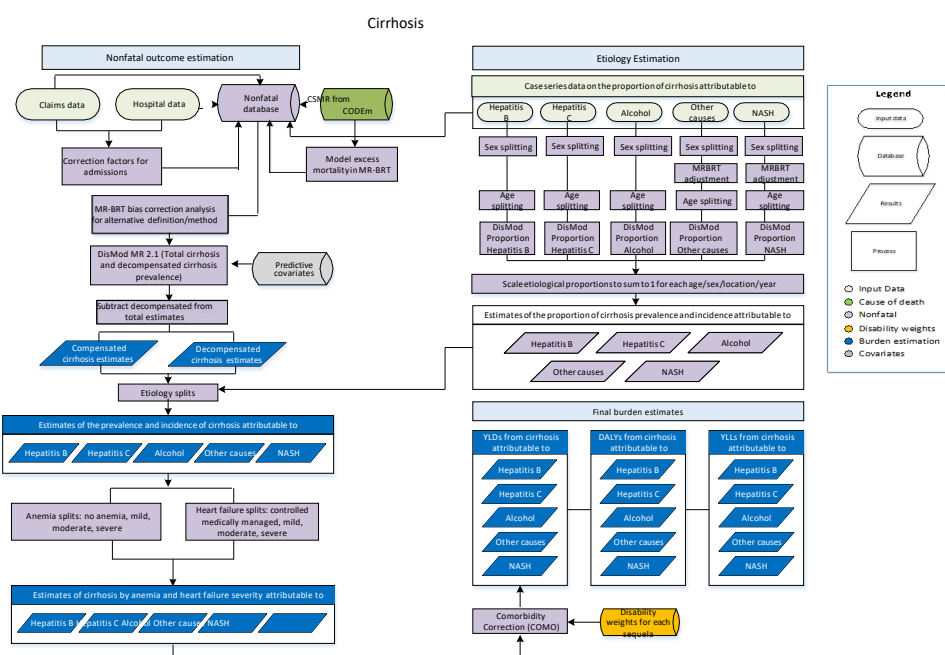 Cirrhosis
Nonfatal outcome estimation
Claims data
Hospital data
Nonfatal
database
CSMR from
CODEm
Correction factors for
admissions
Model excess
mortality in MR-BRT
MR-BRT bias correction analysis
for alternative definition/method
DisMod MR 2.1 (Total cirrhosis
and decompensated cirrhosis
prevalence)
Predictive
covariates
Subtract decompensated from
total estimates
Compensated
cirrhosis estimates
Decompensated
cirrhosis estimates
Etiology splits
Estimates of the prevalence and incidence of cirrhosis attributable to
Hepatitis B
Hepatitis C
Alcohol
Other causes
NASH
Anemia splits: no anemia, mild,
moderate, severe
Heart failure splits: controlled
medically managed, mild,
moderate, severe
Estimates of cirrhosis by anemia and heart failure severity attributable to
Hepatitis B Hepatitis C Alcohol Other causes NASH
Etiology Estimation
Case series data on the proportion of cirrhosis attributable to
Hepatitis
B
Hepatitis
C
Alcohol
Other
causes
NASH
Sex splitting
Sex splitting
Sex splitting
Sex splitting
Sex splitting
MRBRT
adjustment
MRBRT
adjustment
Age
splitting
Age
splitting
Age
splitting
Age splitting
Age
splitting
DisMod
Proportion
Hepatitis B
DisMod
Proportion
Hepatitis C
DisMod
Proportion
Alcohol
DisMod
Proportion
Other causes
DisMod
Proportion
NASH
Scale etiological proportions to sum to 1 for each age/sex/location/year
Estimates of the proportion of cirrhosis prevalence and incidence attributable to
Hepatitis B
Hepatitis C
Alcohol
Other causes
NASH
Final burden estimates
YLDs from cirrhosis
attributable to
Hepatitis B
Hepatitis C
Alcohol
Other causes
NASH
DALYs from cirrhosis
attributable to
Hepatitis B
Hepatitis C
Alcohol
Other causes
NASH
YLLs from cirrhosis
attributable to
Hepatitis B
Hepatitis C
Alcohol
Other causes
NASH
Comorbidity
Correction (COMO)
Disability
weights for each
sequela
Legend
Input data
Database
Results
Process
Input Data
Cause of death
Nonfatal
Disability weights
Burden estimation
Covariates